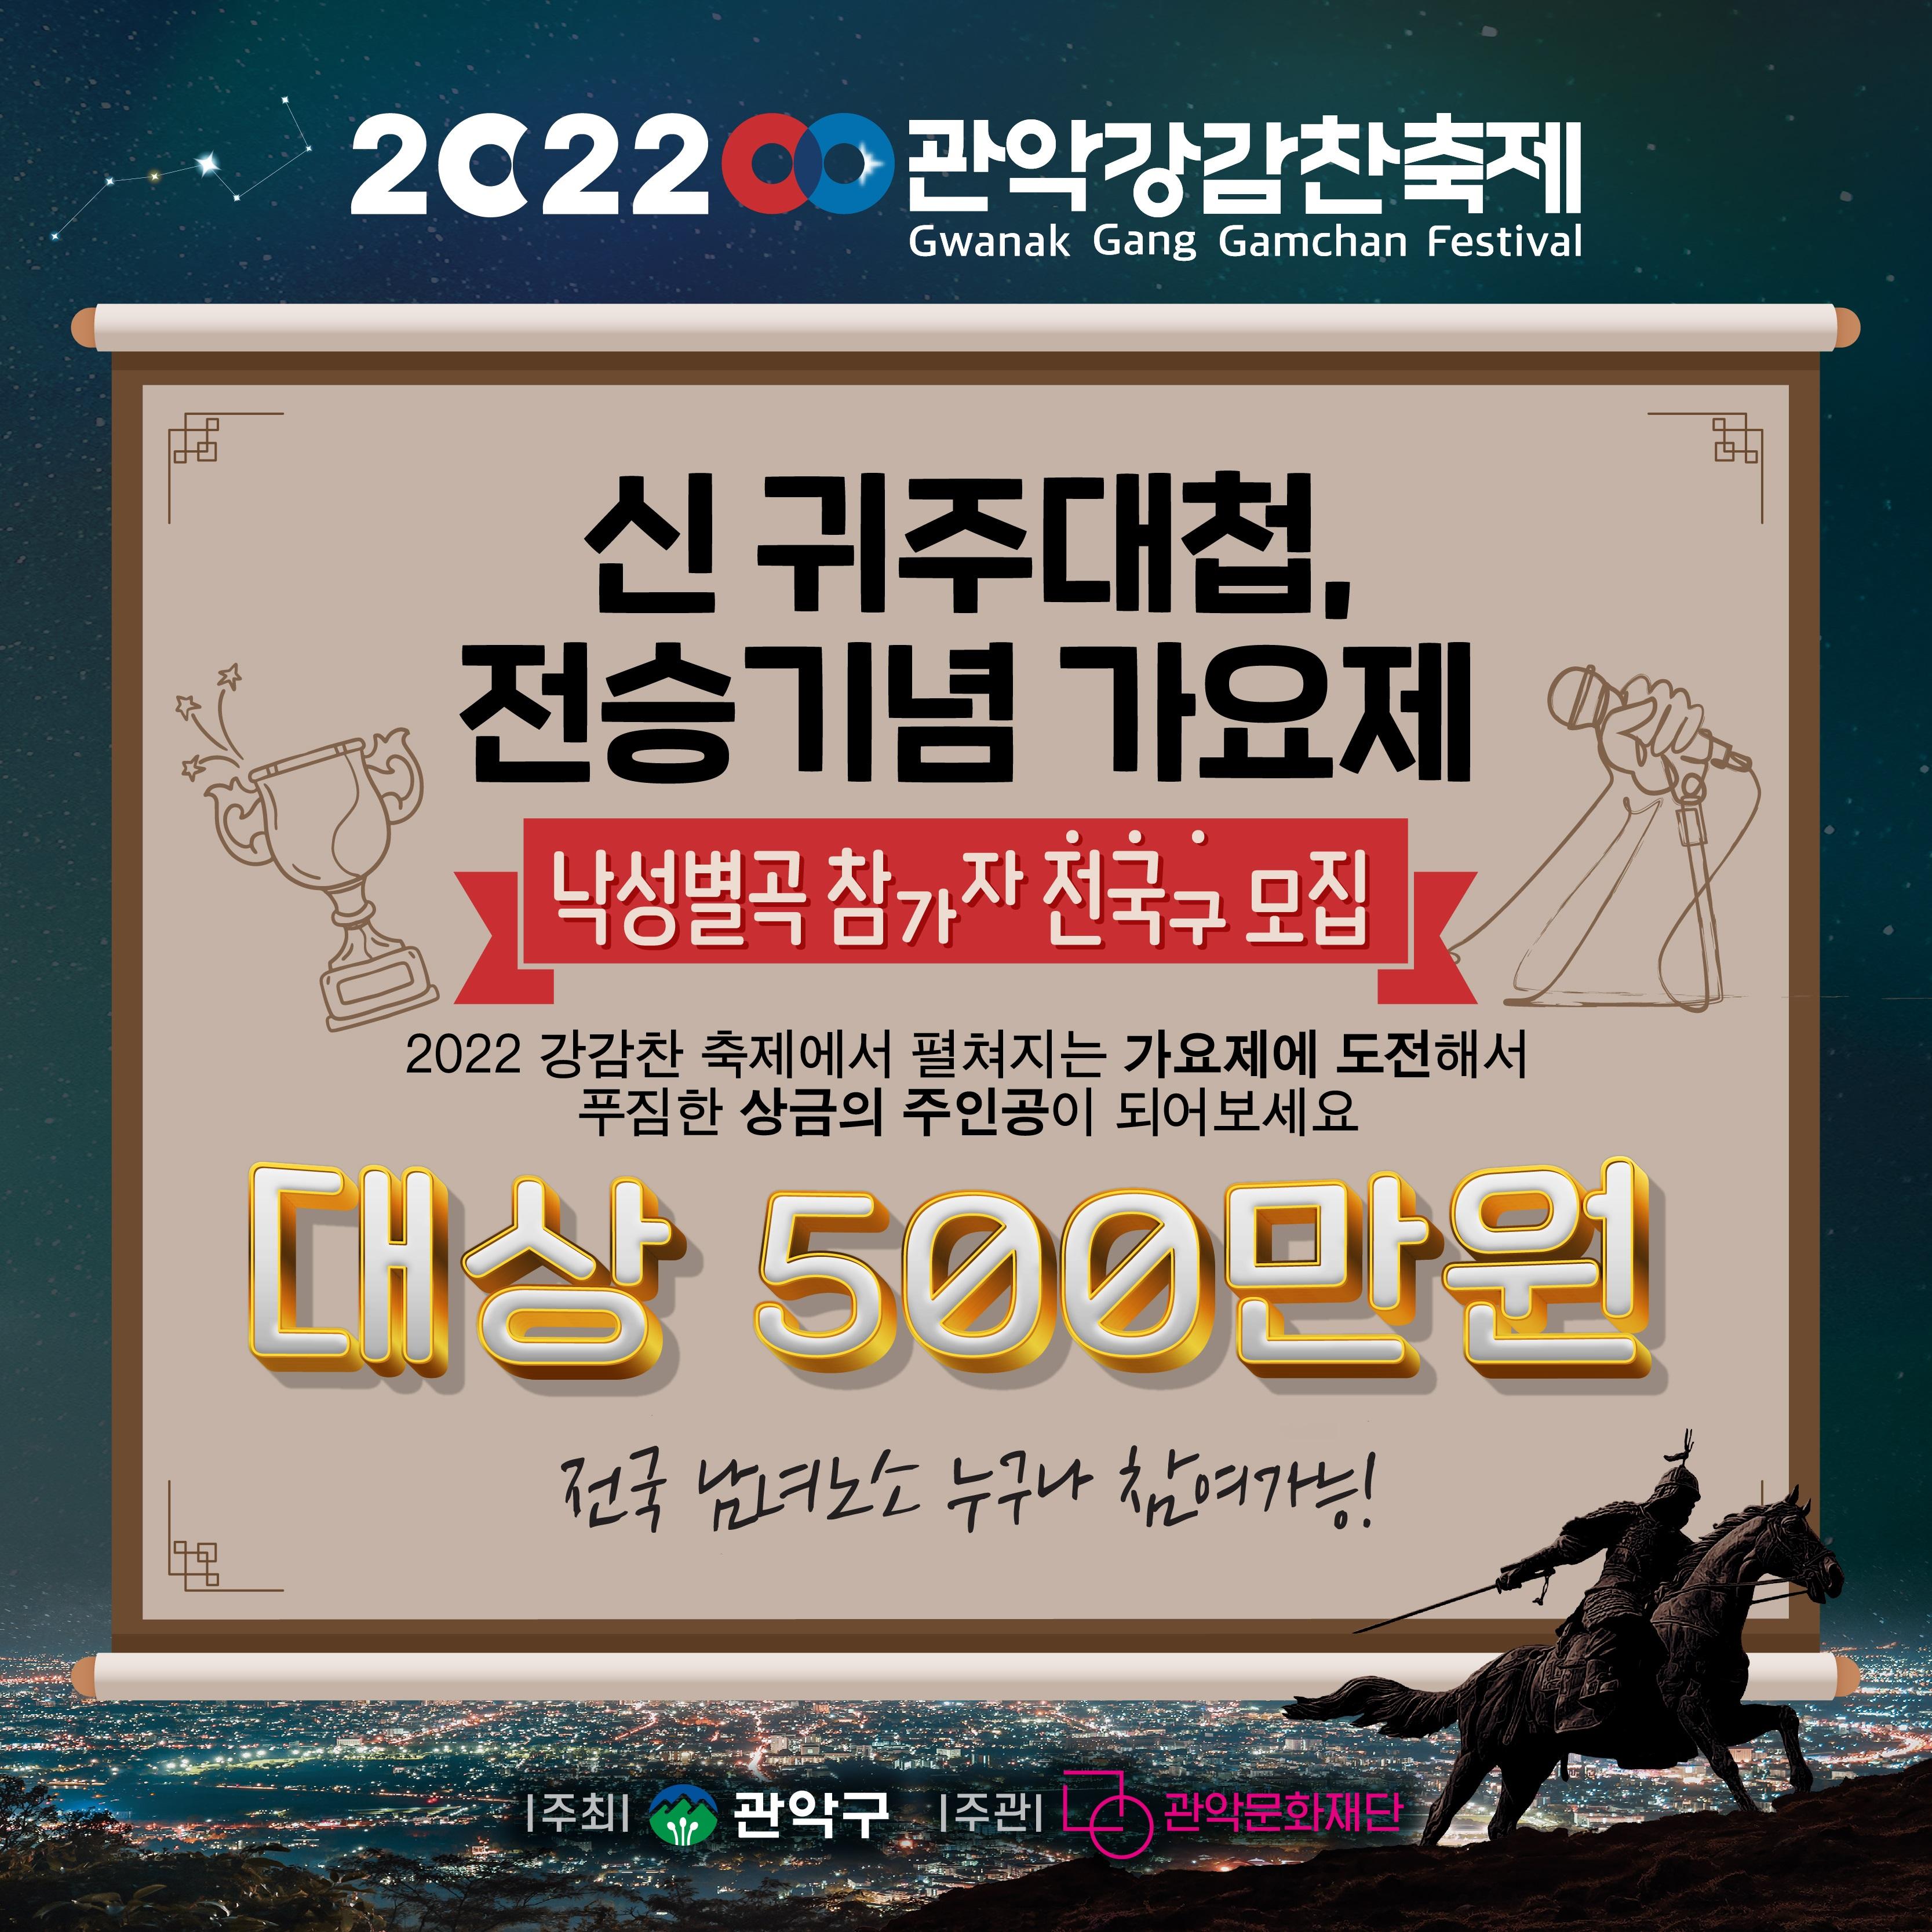 2022 관악강감찬축제
Gwanak Gang Gamchan Festival
신 귀주대첩,
전승기념 가요제
낙성별곡 참가자 전국구 모집
2022 강감찬 축제에서 펼쳐지는 가요제에 도전해서
푸짐한 상금의 주인공이 되어보세요
대상 500만원
전국 남녀노소 누구나 참여가능!
|주최| 관악구 |주관| 관악문화재단